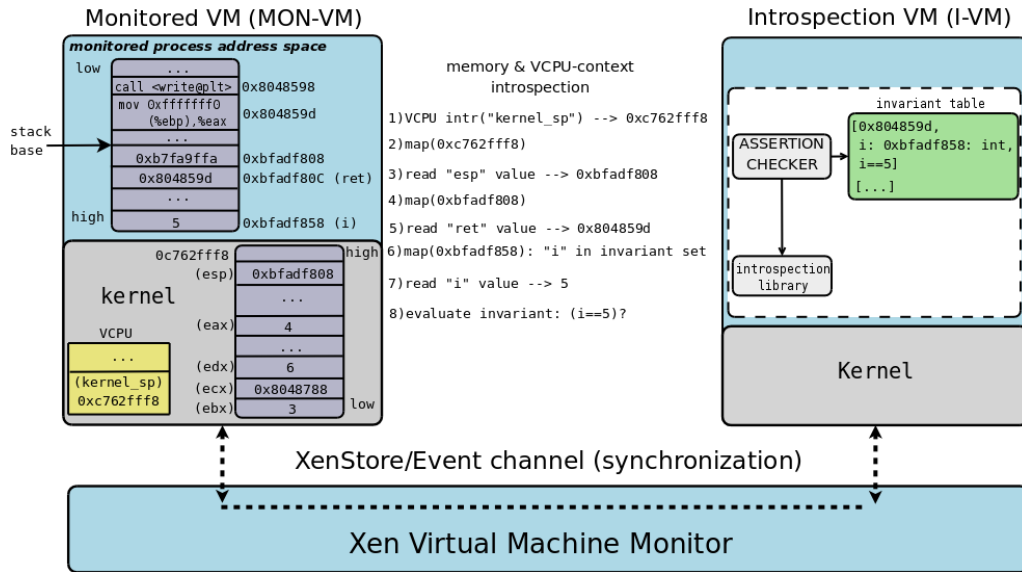 Monitored VM (MON-VM)
monitored process address space
low
...
call <write@plt>
0x8048598
mov 0xfffffff0
(%ebp),%eax
0x804859d
...
stack
base
0xb7fa9ffa
0xbfadf808
0x804859d
0xbfadf80C (ret)
...
high
5
0xbfadf858 (i)
kernel
0c762fff8
high
(esp)
0xbfadf808
...
(eax)
4
...
(edx)
6
(ecx)
0x8048788
(ebx)
3
low
VCPU
...
(kernel_sp)
0xc762fff8
memory & VCPU-context
introspection
1)VCPU intr("kernel_sp") --> 0xc762fff8
2)map(0xc762fff8)
3)read "esp" value --> 0xbfadf808
4)map(0xbfadf808)
5)read "ret" value --> 0x804859d
6)map(0xbfadf858): "i" in invariant set
7)read "i" value --> 5
8)evaluate invariant: (i==5)?
Introspection VM (I-VM)
invariant table
[0x804859d,
i: 0xbfadf858: int,
i==5]
[...]
ASSERTION
CHECKER
introspection
library
Kernel
XenStore/Event channel (synchronization)
Xen Virtual Machine Monitor